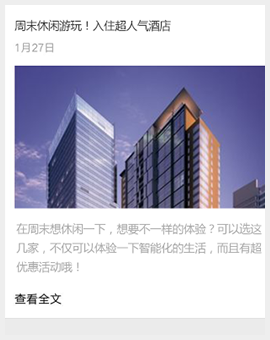 周末休闲游玩！入住超人气酒店
1月27日
在周末想休闲一下，想要不一样的体验？可以选这
几家，不仅可以体验一下智能化的生活，而且有超
优惠活动哦！
查看全文